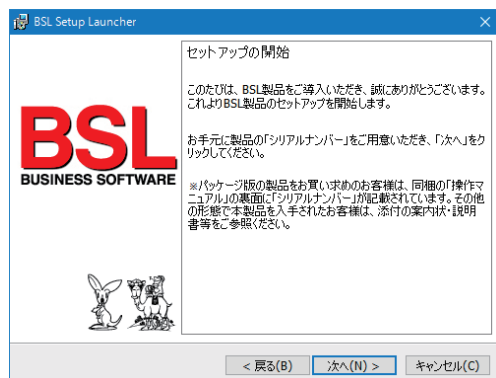 BSL Setup Launcher
セットアップの開始
このたびは、BSL製品をご導入いただき、誠にありがとうございます。
これよりBSL製品のセットアップを開始します。
お手元に製品の「シリアルナンバー」をご用意いただき、「次へ」をク
リックしてください。
※パッケージ版の製品をお買い求めのお客様は、同梱の「操作マ
ニュアル」の裏面に「シリアルナンバー」が記載されています。その他
の形態で本製品を入手されたお客様は、添付の案内状・説明
書等をご参照ください。
BSL
BUSINESS SOFTWARE
< 戻る(B)
次へ(N) >
キャンセル(C)